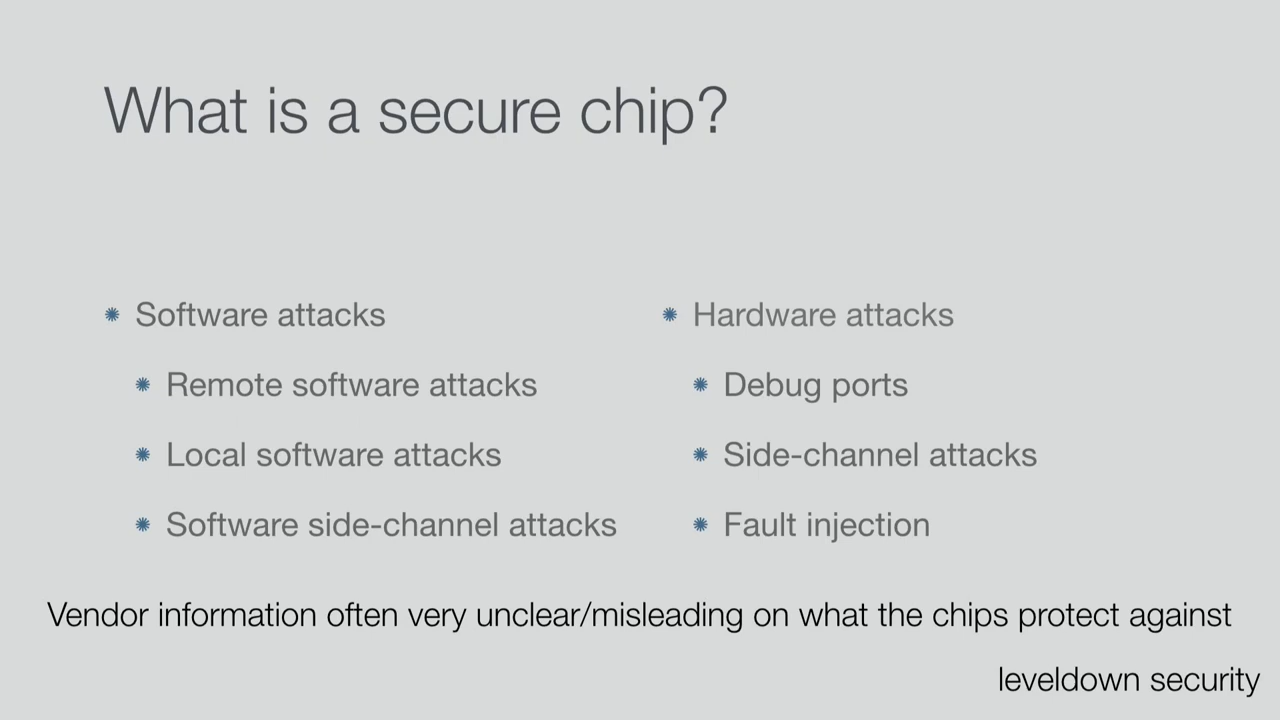 What is a secure chip?
Software attacks
Remote software attacks
Local software attacks
Software side-channel attacks
Hardware attacks
Debug ports
Side-channel attacks
Fault injection
Vendor information often very unclear/misleading on what the chips protect against
leveldown security